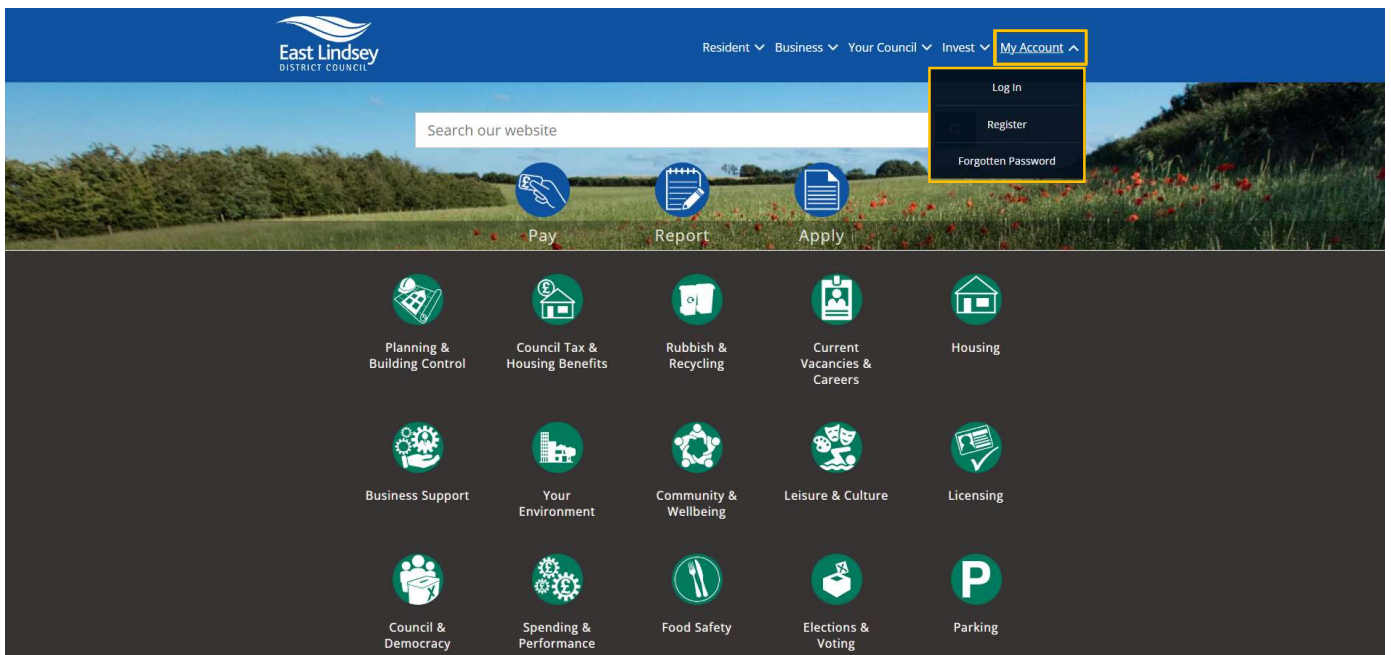 East Lindsey
DISTRICT COUNCIL
Resident Business Your Council Invest My Account
Log In
Register
Forgotten Password
Search our website
Pay Report Apply
Planning &
Building Control
Council Tax &
Housing Benefits
Rubbish &
Recycling
Current
Vacancies &
Careers
Housing
Business Support
Your
Environment
Community &
Wellbeing
Leisure & Culture
Licensing
Council &
Democracy
Spending &
Performance
Food Safety
Elections &
Voting
Parking